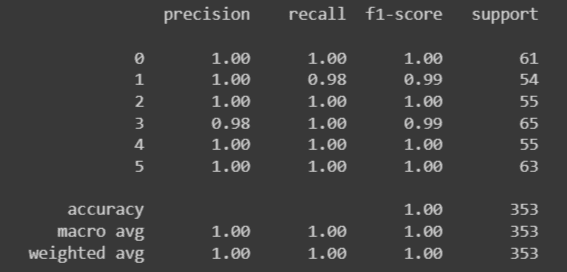 precision recall f1-score support
0 1.00 1.00 1.00 61
1 1.00 0.98 0.99 54
2 1.00 1.00 1.00 55
3 0.98 1.00 0.99 65
4 1.00 1.00 1.00 55
5 1.00 1.00 1.00 63
accuracy 1.00 353
macro avg 1.00 1.00 1.00 353
weighted avg 1.00 1.00 1.00 353